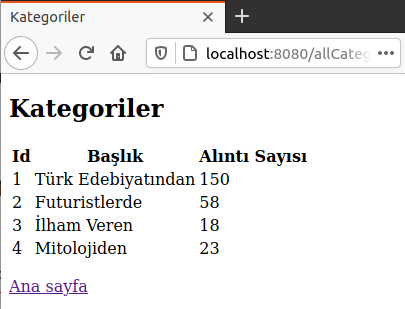 Kategoriler
localhost:8080/allCateg
Kategoriler
Id Başlık Alıntı Sayısı
1 Türk Edebiyatından 150
2 Futuristlerde 58
3 İlham Veren 18
4 Mitolojiden 23
Ana sayfa